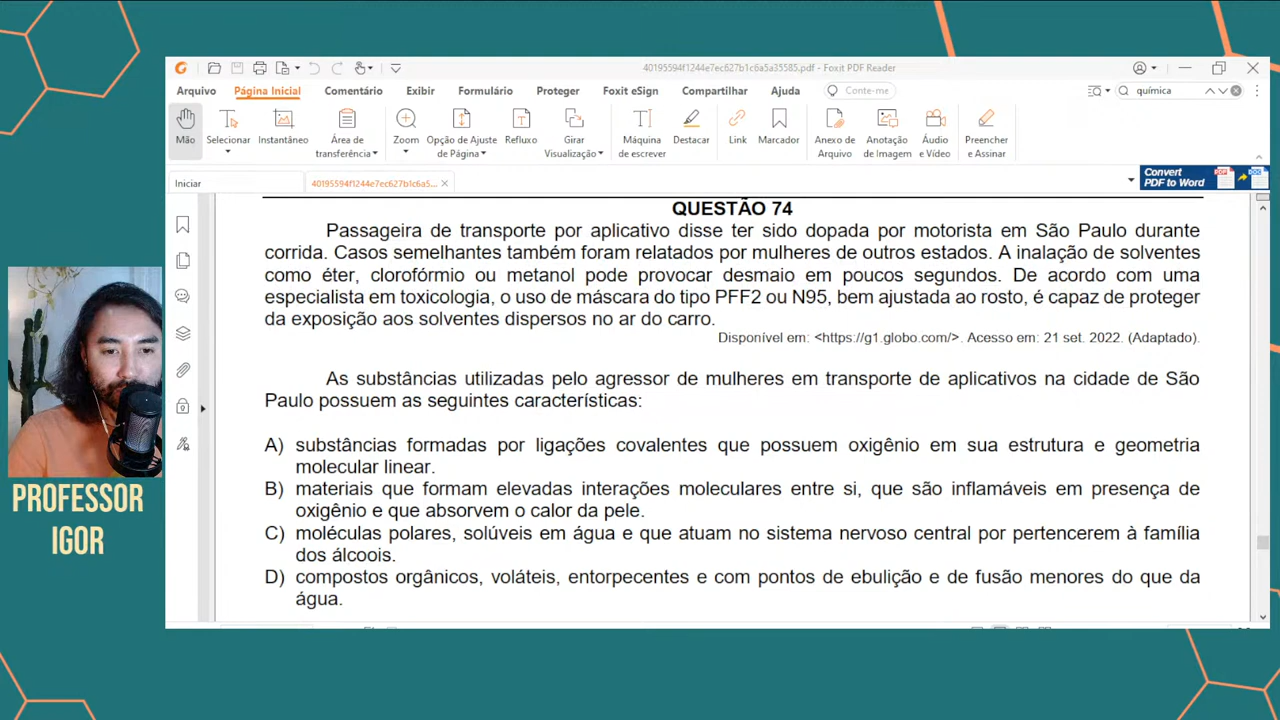 40195594f1244e7ec627b1c6a5a35585.pdf - Foxit PDF Reader
Arquivo Página Inicial Comentário Exibir Formulário Proteger Foxit eSign Compartilhar Ajuda Conte-me química
Mão Selecionar Instantâneo Área de transferência Zoom Opção de Ajuste de Página Refluxo Girar Visualização Máquina de escrever Destacar Link Marcador Anexo de Arquivo Anotação de Imagem Áudio e Vídeo Preencher e Assinar
Iniciar 40195594f1244e7ec627b1c6a5... Convert PDF to Word
QUESTÃO 74
Passageira de transporte por aplicativo disse ter sido dopada por motorista em São Paulo durante
corrida. Casos semelhantes também foram relatados por mulheres de outros estados. A inalação de solventes
como éter, clorofórmio ou metanol pode provocar desmaio em poucos segundos. De acordo com uma
especialista em toxicologia, o uso de máscara do tipo PFF2 ou N95, bem ajustada ao rosto, é capaz de proteger
da exposição aos solventes dispersos no ar do carro.
Disponível em: <https://g1.globo.com/>. Acesso em: 21 set. 2022. (Adaptado).
As substâncias utilizadas pelo agressor de mulheres em transporte de aplicativos na cidade de São
Paulo possuem as seguintes características:
A) substâncias formadas por ligações covalentes que possuem oxigênio em sua estrutura e geometria
molecular linear.
B) materiais que formam elevadas interações moleculares entre si, que são inflamáveis em presença de
oxigênio e que absorvem o calor da pele.
C) moléculas polares, solúveis em água e que atuam no sistema nervoso central por pertencerem à família
dos álcoois.
D) compostos orgânicos, voláteis, entorpecentes e com pontos de ebulição e de fusão menores do que da
água.
PROFESSOR
IGOR